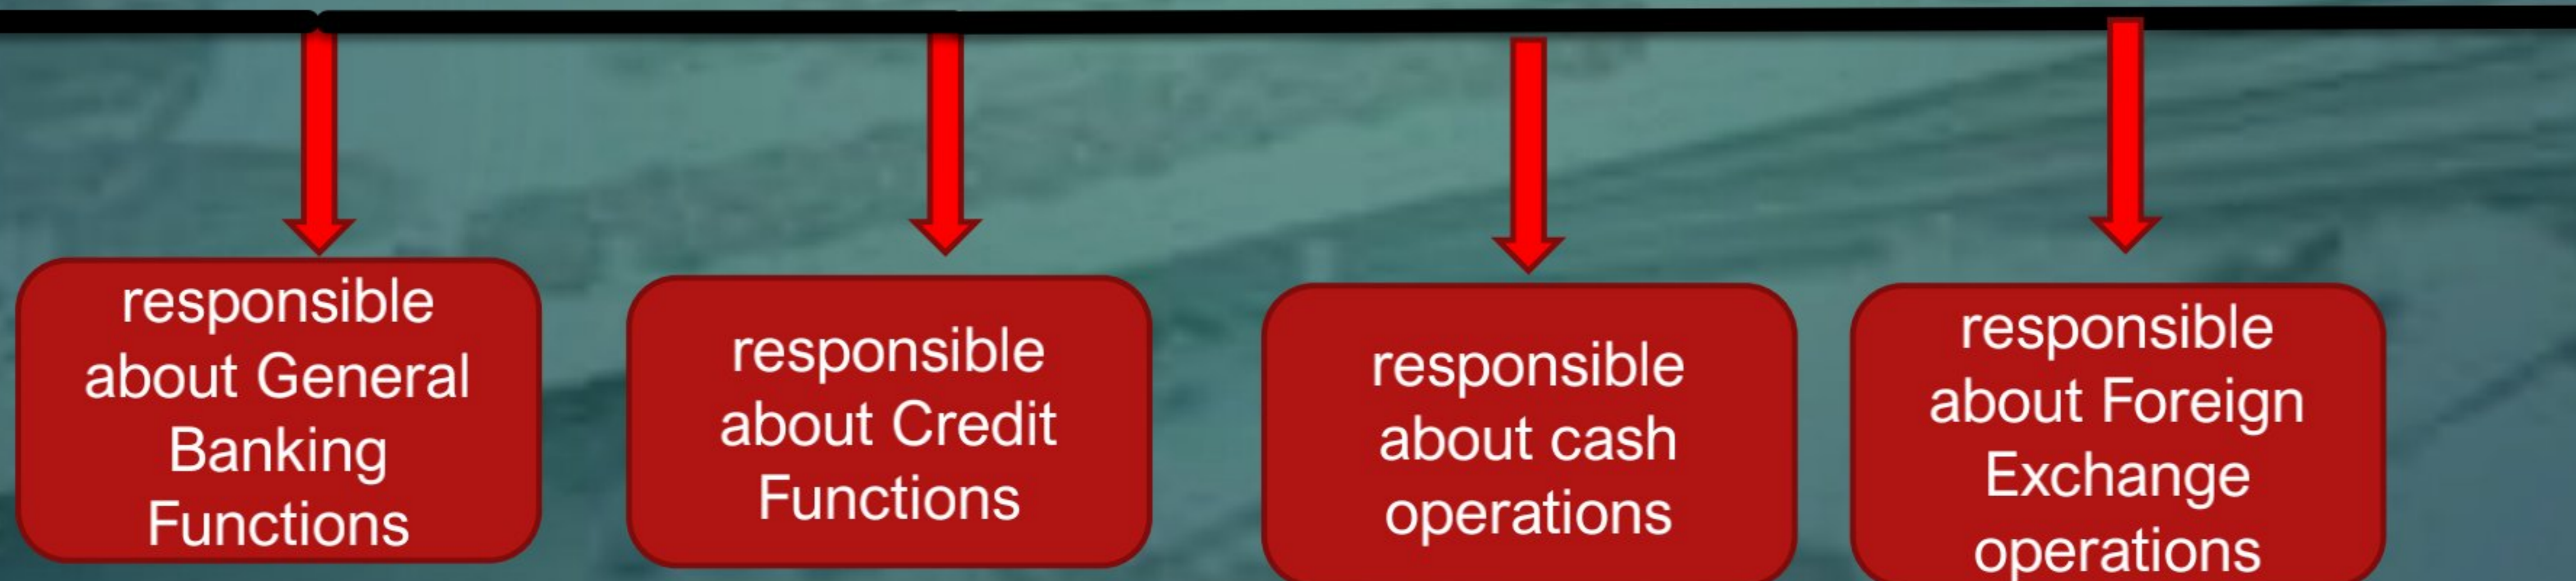 responsible
about General
Banking
Functions
responsible
about Credit
Functions
responsible
about cash
operations
responsible
about Foreign
Exchange
operations